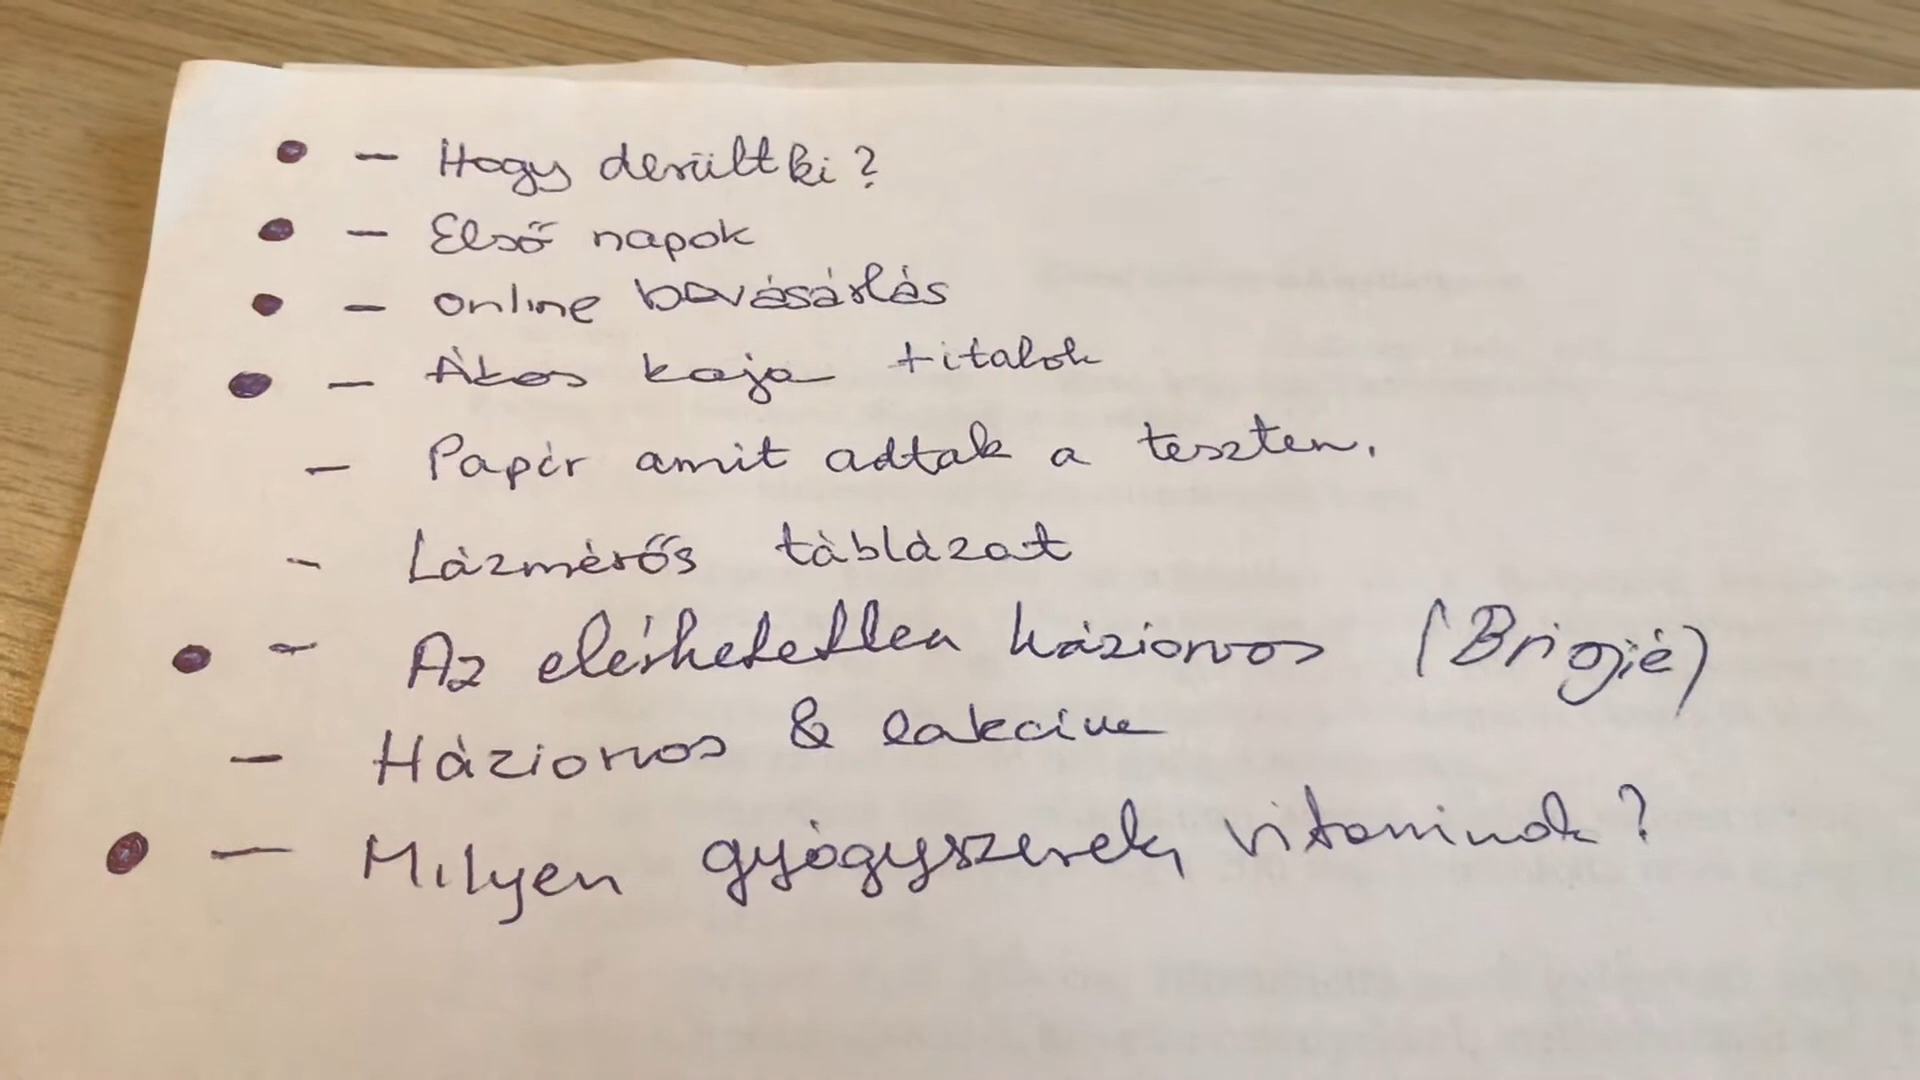 - Hogy derült ki?
- Első napok
- online bevásárlás
- Ákos kaja + italok
- Papír amit adtak a teszten.
- Lázmérős táblázat
- Az elérhetetlen háziorvos (Brigié)
- Háziorvos & lakcíme
- Milyen gyógyszerek, vitaminok?